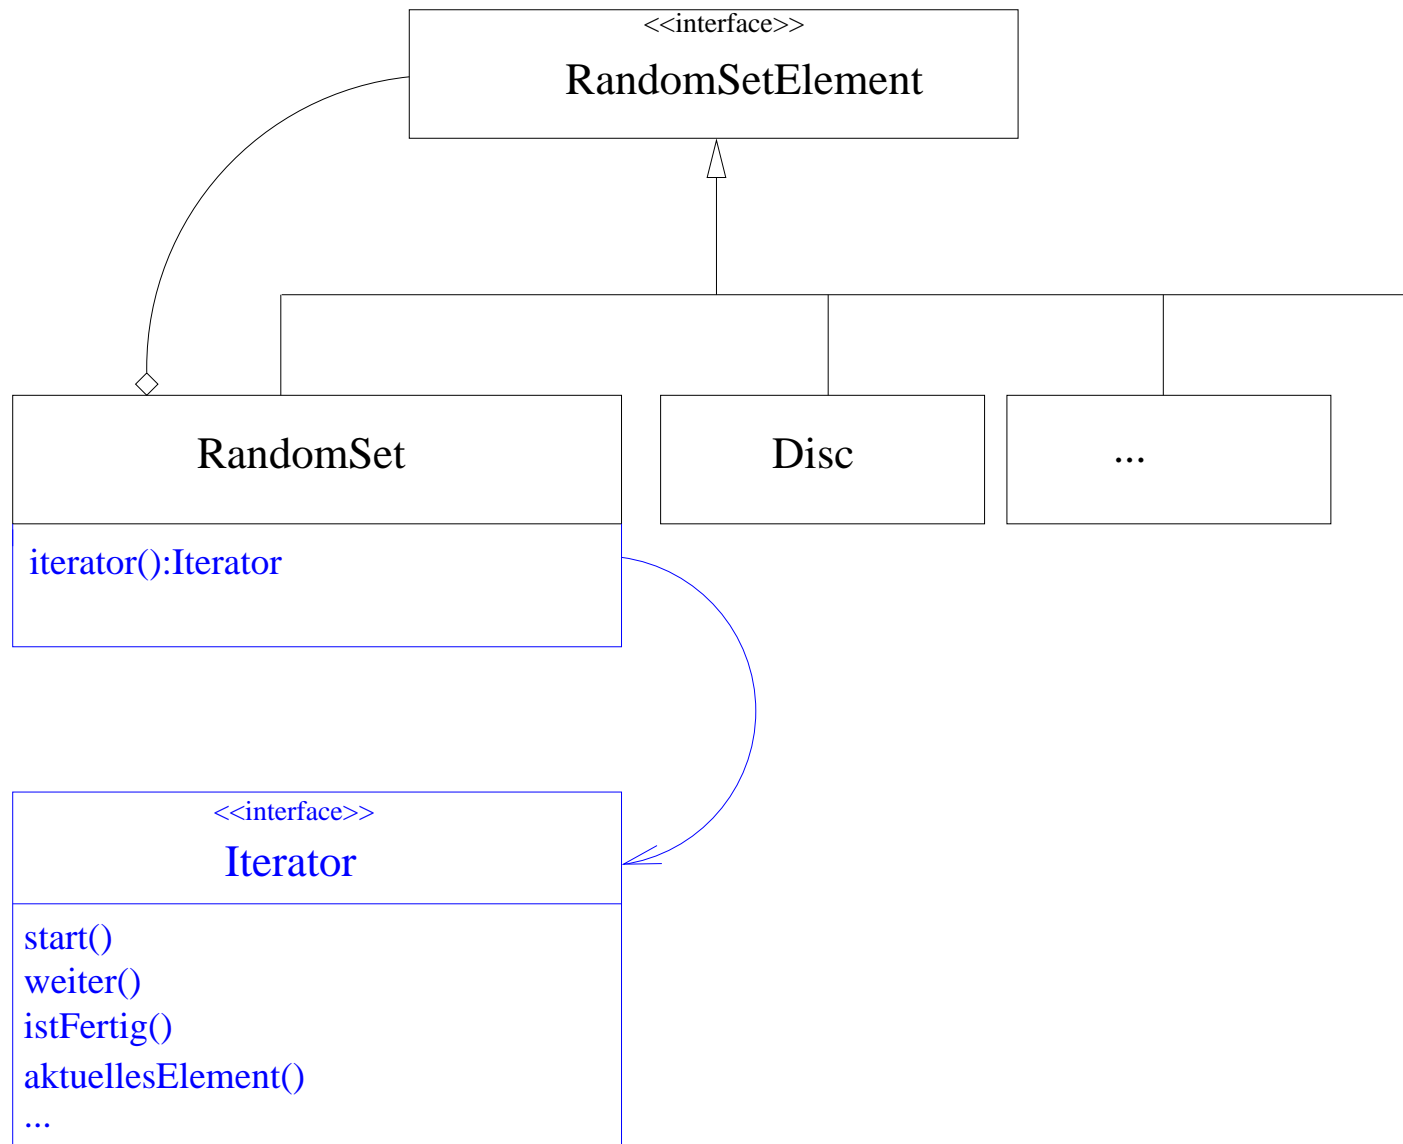 <<interface>>
RandomSetElement
RandomSet
Disc
...
iterator():Iterator
<<interface>>
Iterator
start()
weiter()
istFertig()
aktuellesElement()
...